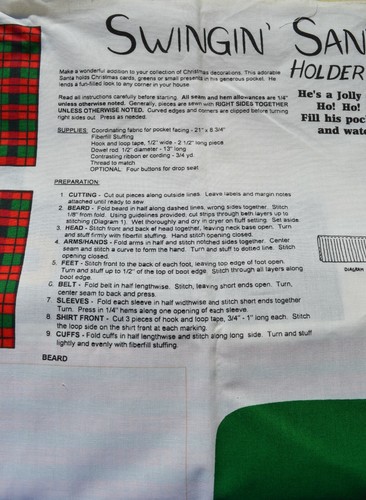 SWINGIN' SAN
HOLDER
Make a wonderful addition to your collection of Christmas decorations. This adorable
Santa holds Christmas cards, greens or small presents in his generous pocket. He
lends a fun-filled look to any corner in your house.
He's a Jolly
Ho! Ho!
Fill his pocke
and watc
Read all instructions carefully before starting. All seam and hem allowances are 1/4"
unless otherwise noted. Generally, pieces are sewn with RIGHT SIDES TOGETHER
UNLESS OTHERWISE NOTED. Curved edges and corners are clipped before turning
right sides out. Press as needed.
SUPPLIES: Coordinating fabric for pocket facing - 21" x 8 3/4"
Fiberfill Stuffing
Hook and loop tape, 1/2" wide - 2 1/2" long piece
Dowel rod 1/2" diameter - 13" long
Contrasting ribbon or cording - 3/4 yd.
Thread to match
OPTIONAL: Four buttons for drop seat
PREPARATION:
1. CUTTING - Cut out pieces along outside lines. Leave labels and margin notes
attached until ready to sew
2. BEARD - Fold beard in half along dashed lines, wrong sides together. Stitch
1/8" from fold. Using guidelines provided, cut strips through both layers up to
stitching (Diagram 1). Wet thoroughly and dry in dryer on fluff setting. Set aside.
3. HEAD - Stitch front and back of head together, leaving neck base open. Turn
and stuff firmly with fiberfill stuffing. Hand stitch opening closed.
4. ARMS/HANDS - Fold arms in half and stitch notched sides together. Center
seam and stitch a curve to form the hand. Turn and stuff to dotted line. Stitch
opening closed.
5. FEET - Stitch front to the back of each foot, leaving top edge of foot open.
Turn and stuff up to 1/2" of the top of boot edge. Stitch through all layers along
boot edge.
6. BELT - Fold belt in half lengthwise. Stitch, leaving short ends open. Turn,
center seam to back and press.
7. SLEEVES - Fold each sleeve in half widthwise and stitch short ends together
Turn. Press in 1/4" hems along one opening of each sleeve.
8. SHIRT FRONT - Cut 3 pieces of hook and loop tape, 3/4" - 1" long each. Stitch
the loop side on the shirt front at each marking.
9. CUFFS - Fold cuffs in half lengthwise and stitch along long side. Turn and stuff
lightly and evenly with fiberfill stuffing.
DIAGRAM
BEARD